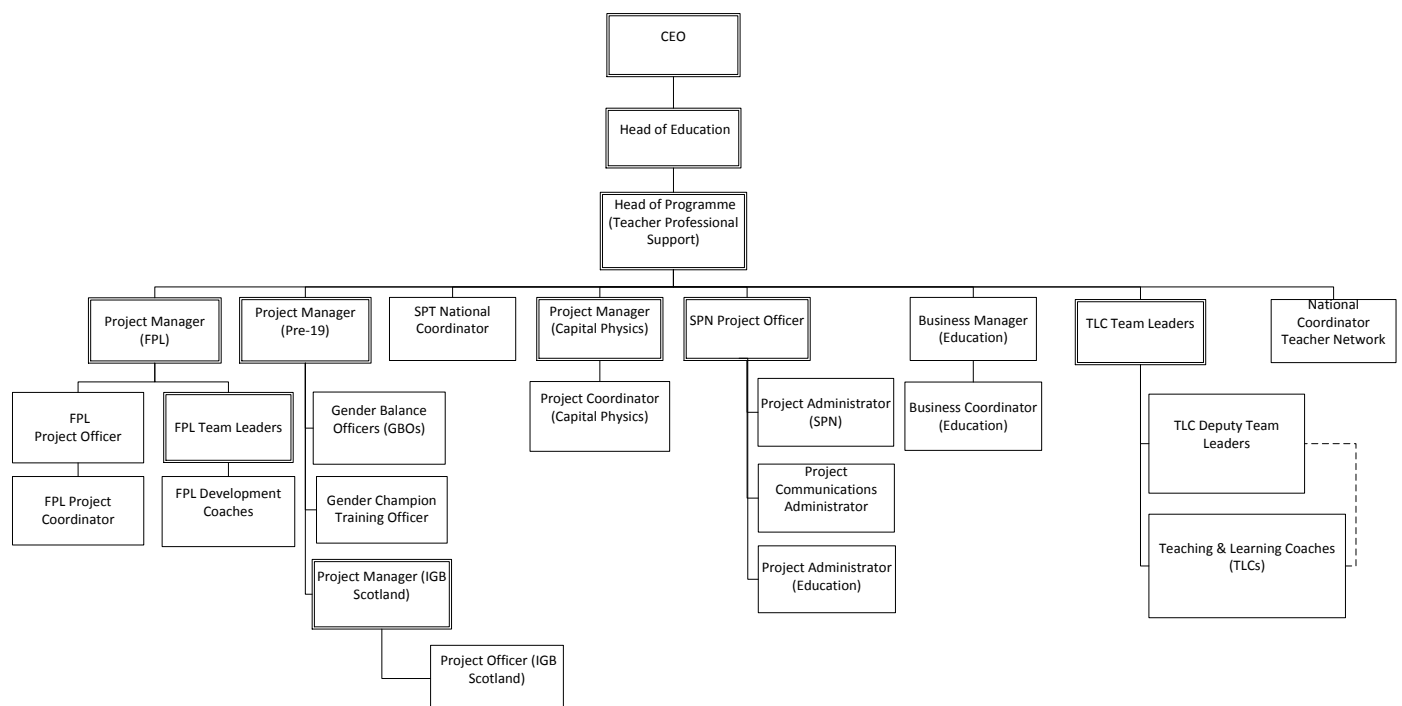 CEO
Head of Education
Head of Programme
(Teacher Professional
Support)
Project Manager
(FPL)
Project Manager
(Pre-19)
SPT National
Coordinator
Project Manager
(Capital Physics)
SPN Project Officer
Business Manager
(Education)
TLC Team Leaders
National
Coordinator
Teacher Network
FPL
Project Officer
FPL Team Leaders
Gender Balance
Officers (GBOs)
Project Coordinator
(Capital Physics)
Project Administrator
(SPN)
Business Coordinator
(Education)
TLC Deputy Team
Leaders
FPL Project
Coordinator
FPL Development
Coaches
Gender Champion
Training Officer
Project
Communications
Administrator
Teaching & Learning Coaches
(TLCs)
Project Manager (IGB
Scotland)
Project Administrator
(Education)
Project Officer (IGB
Scotland)